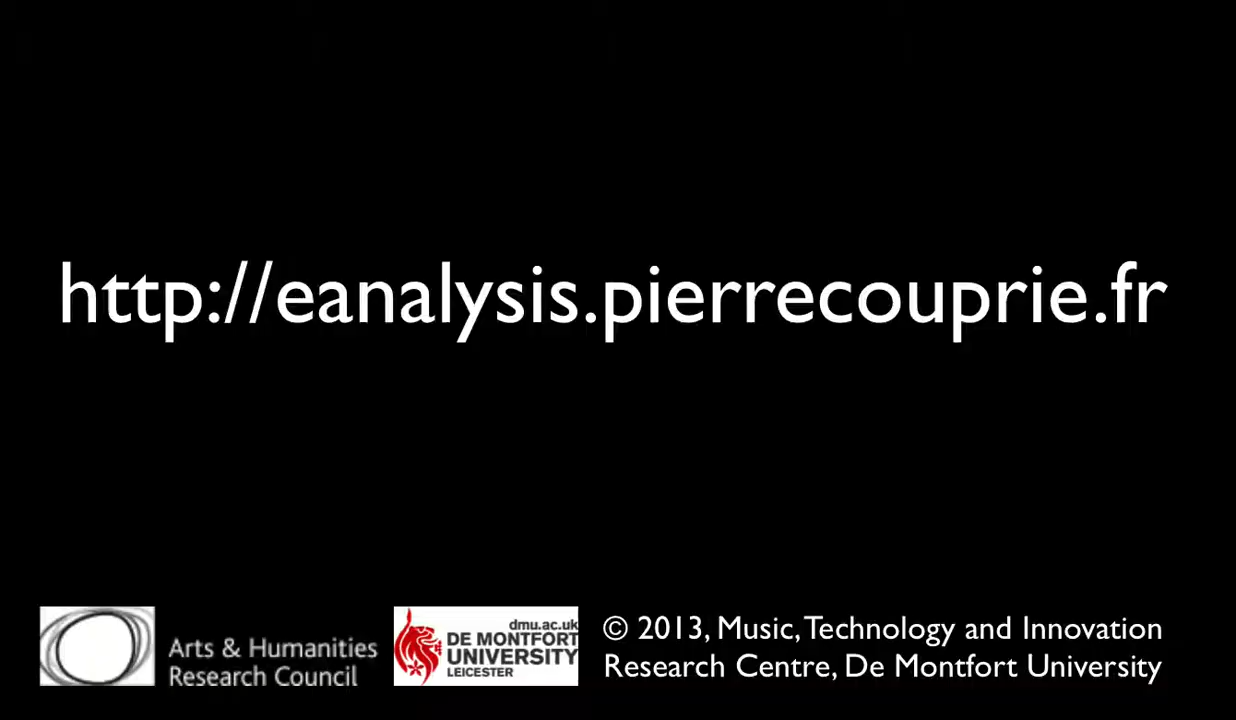 http://eanalysis.pierrecouprie.fr
Arts & Humanities
Research Council
dmu.ac.uk
DE MONTFORT
UNIVERSITY
LEICESTER
© 2013, Music, Technology and Innovation
Research Centre, De Montfort University